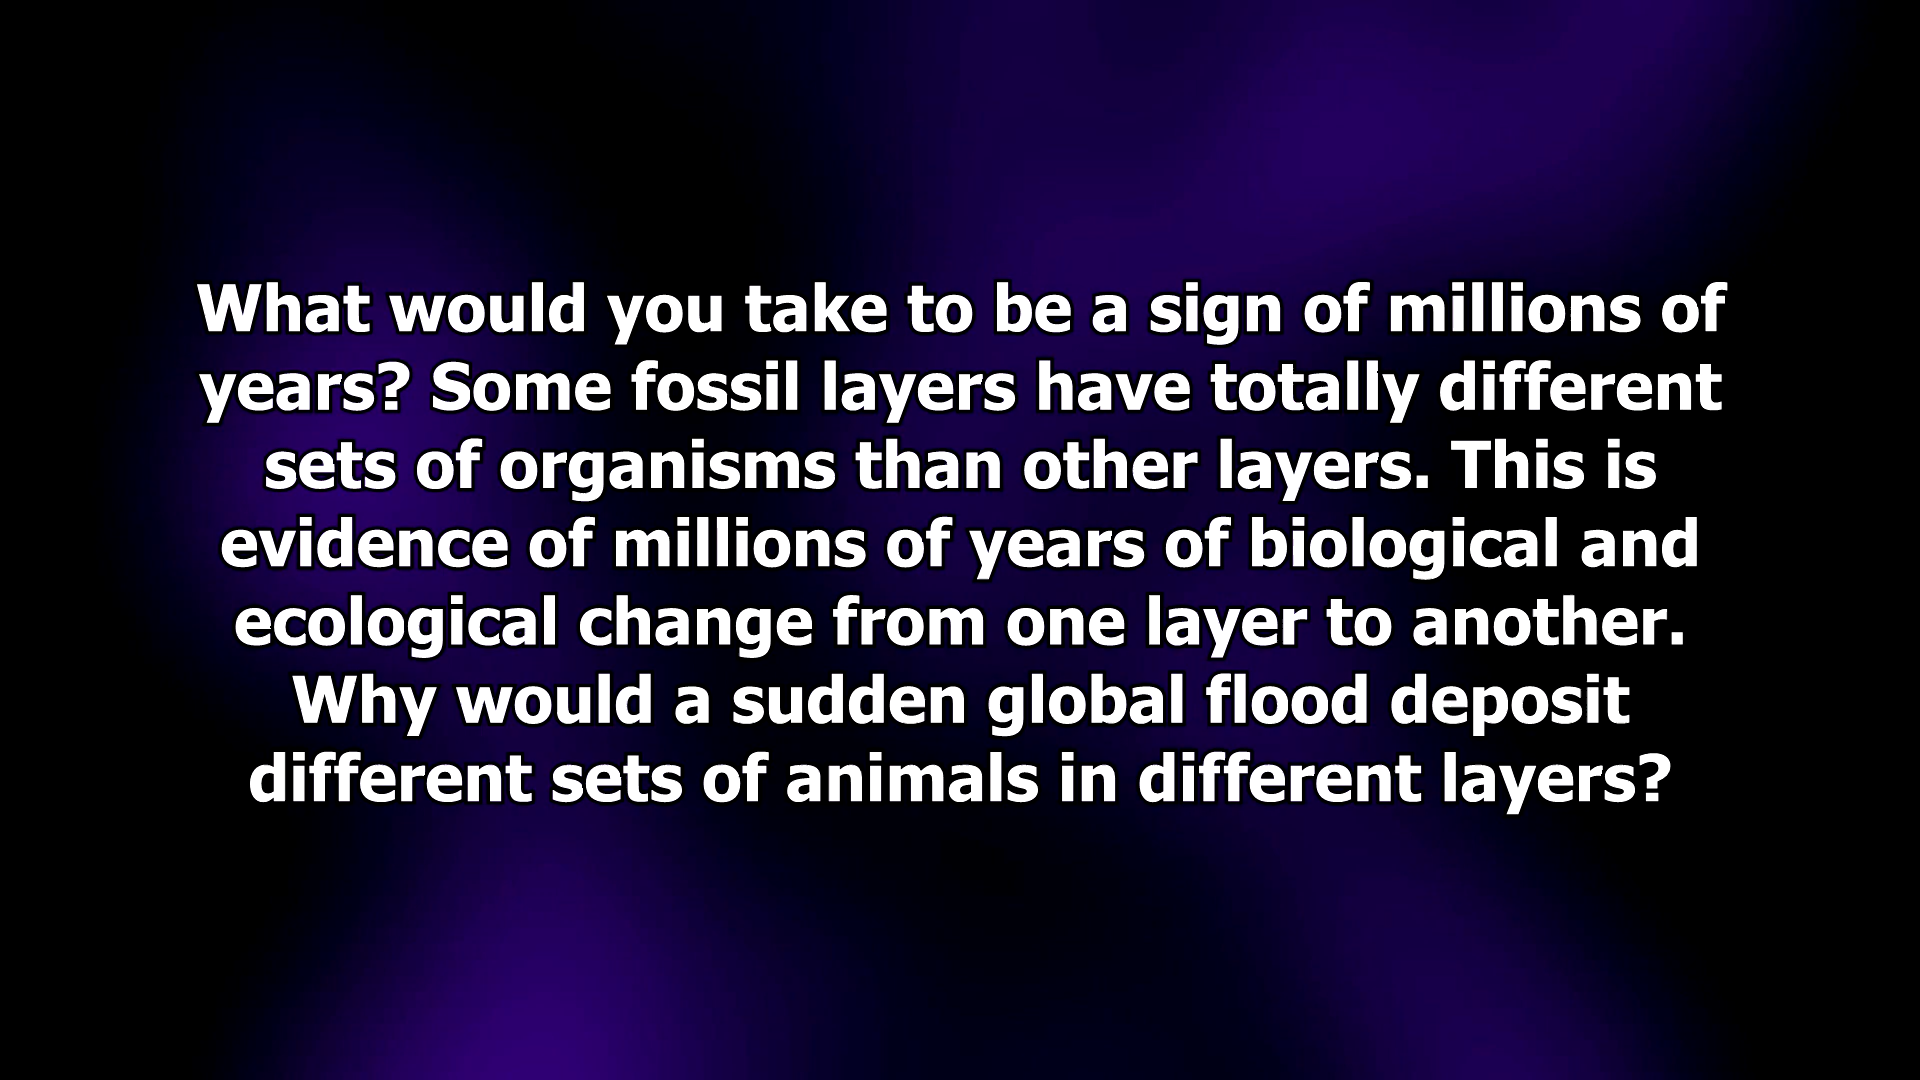 What would you take to be a sign of millions of
years? Some fossil layers have totally different
sets of organisms than other layers. This is
evidence of millions of years of biological and
ecological change from one layer to another.
Why would a sudden global flood deposit
different sets of animals in different layers?